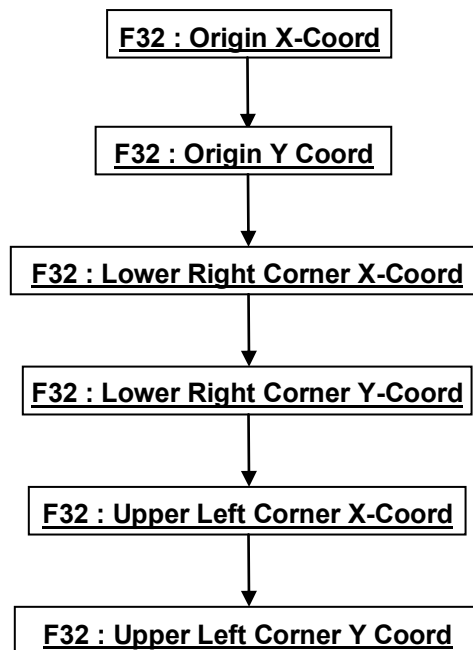 F32 : Origin X-Coord
F32 : Origin Y Coord
F32 : Lower Right Corner X-Coord
F32 : Lower Right Corner Y-Coord
F32 : Upper Left Corner X-Coord
F32 : Upper Left Corner Y Coord